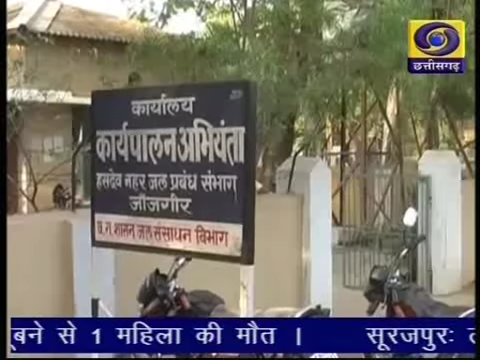 छत्तीसगढ़
कार्यालय
कार्यपालन अभियंता
हसदेव नहर जल प्रबंध संभाग
जाँजगीर
छ.ग. शासन जल संसाधन विभाग
बने से 1 महिला की मौत । सूरजपुरः